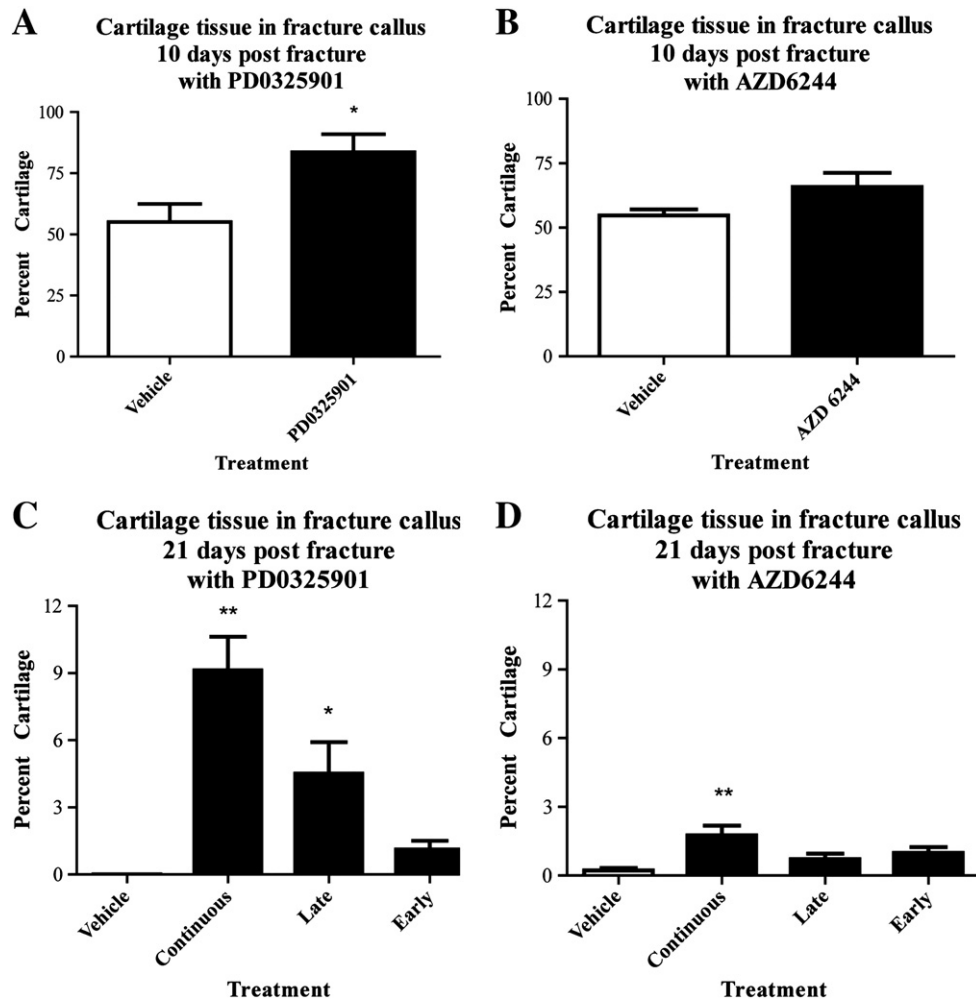 A
Cartilage tissue in fracture callus
10 days post fracture
with PD0325901
*
100
75
50
25
0
Percent Cartilage
Vehicle
PD0325901
Treatment
B
Cartilage tissue in fracture callus
10 days post fracture
with AZD6244
100
75
50
25
0
Percent Cartilage
Vehicle
AZD 6244
Treatment
C
Cartilage tissue in fracture callus
21 days post fracture
with PD0325901
12
9
6
3
0
Percent Cartilage
**
*
Vehicle
Continuous
Late
Early
Treatment
D
Cartilage tissue in fracture callus
21 days post fracture
with AZD6244
12
9
6
3
0
Percent Cartilage
**
Vehicle
Continuous
Late
Early
Treatment